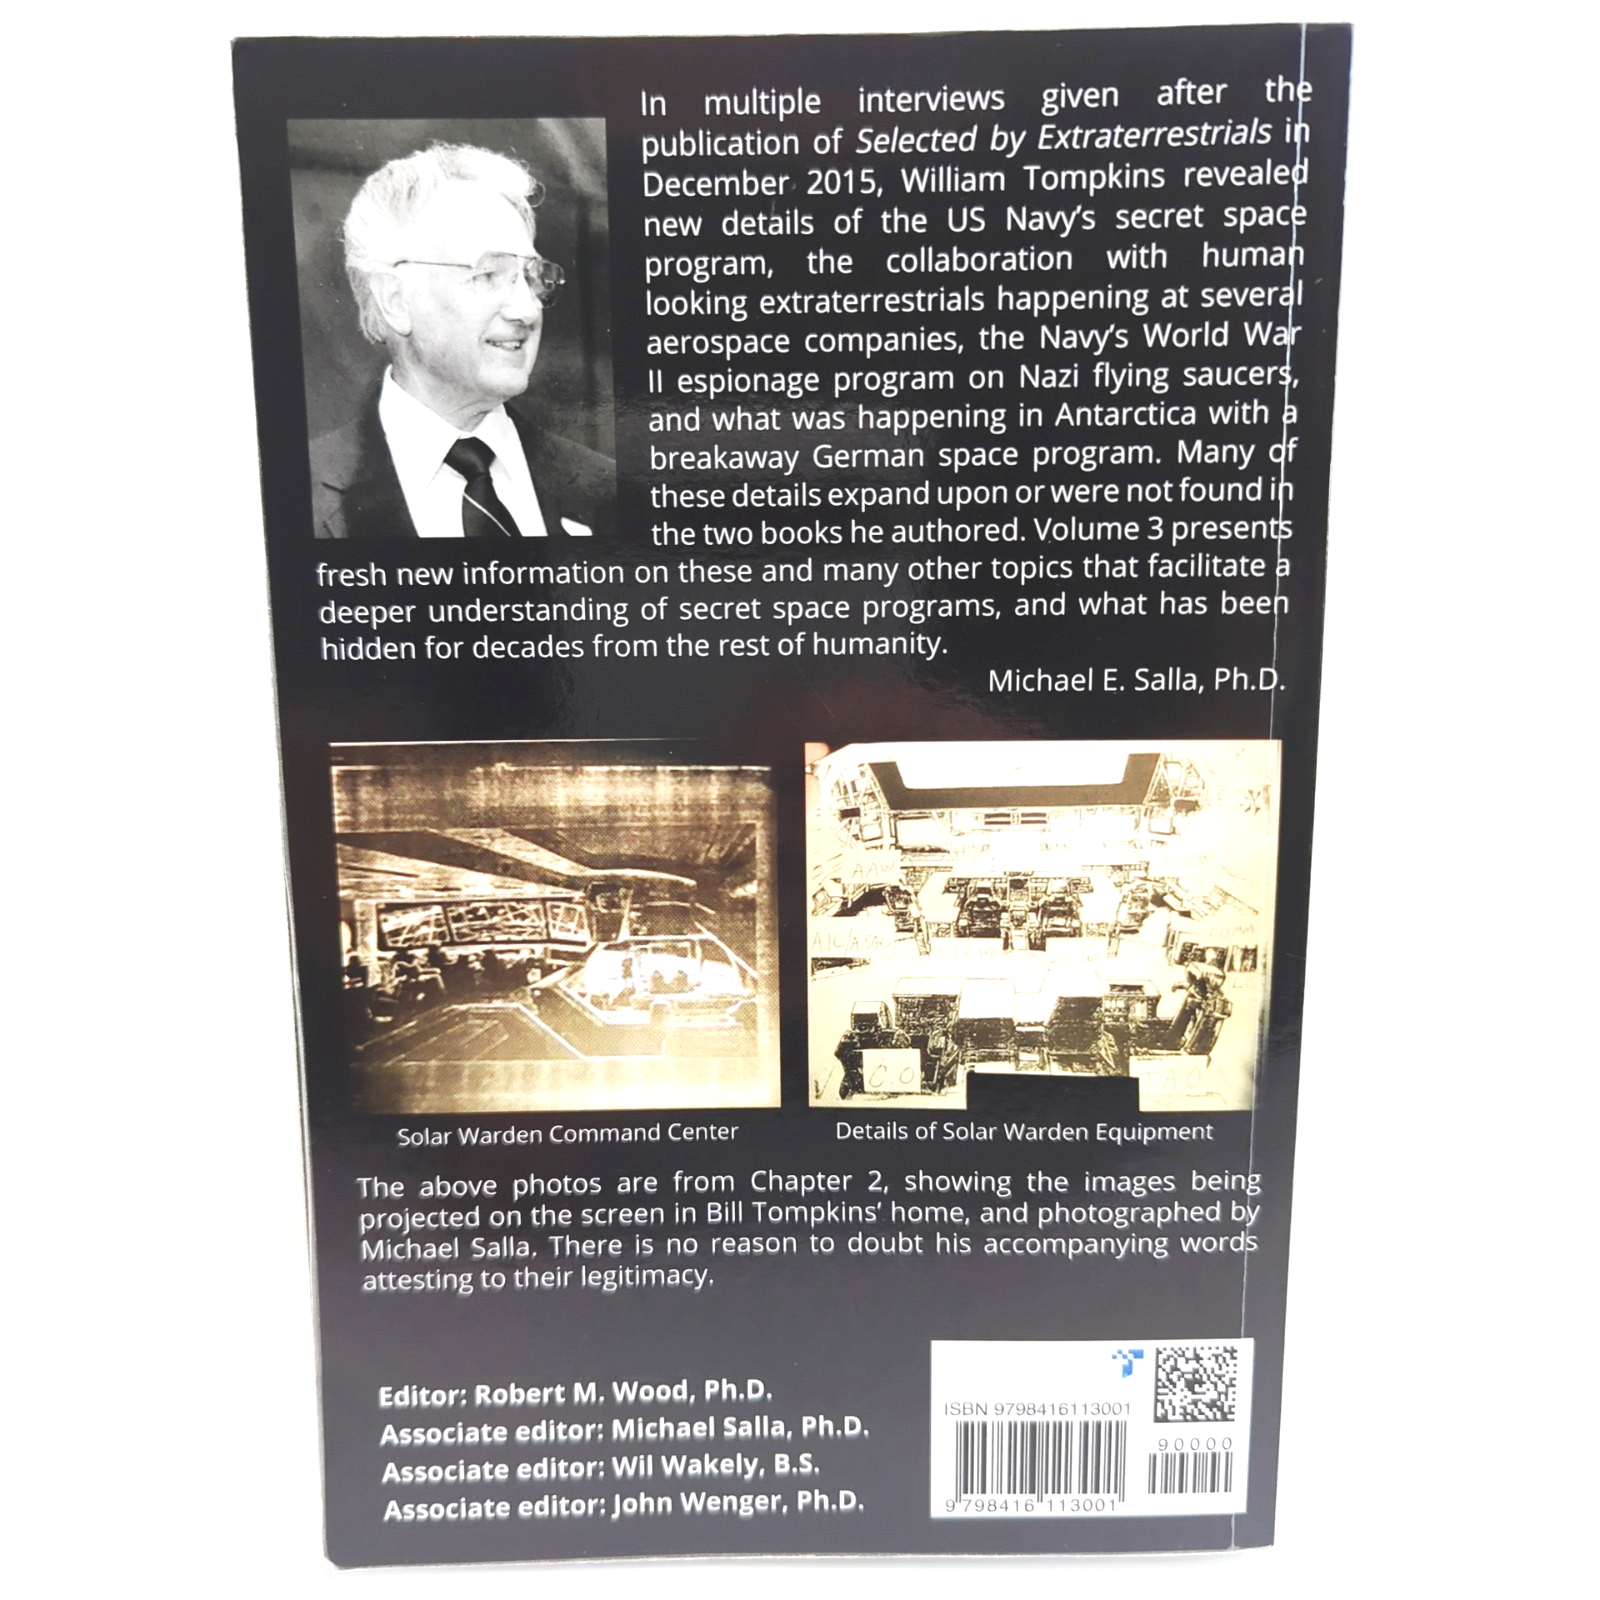 In multiple interviews given after the
publication of Selected by Extraterrestrials in
December 2015, William Tompkins revealed
new details of the US Navy's secret space
program, the collaboration with human
looking extraterrestrials happening at several
aerospace companies, the Navy's World War
II espionage program on Nazi flying saucers,
and what was happening in Antarctica with a
breakaway German space program. Many of
these details expand upon or were not found in
the two books he authored. Volume 3 presents
fresh new information on these and many other topics that facilitate a
deeper understanding of secret space programs, and what has been
hidden for decades from the rest of humanity.
Michael E. Salla, Ph.D.
AAW
AIC/
COMM
C.O
TAO
Solar Warden Command Center
Details of Solar Warden Equipment
The above photos are from Chapter 2, showing the images being
projected on the screen in Bill Tompkins' home, and photographed by
Michael Salla. There is no reason to doubt his accompanying words
attesting to their legitimacy.
Editor: Robert M. Wood, Ph.D.
Associate editor: Michael Salla, Ph.D.
Associate editor: Wil Wakely, B.S.
Associate editor: John Wenger, Ph.D.
ISBN 9798416113001
90000
9 798416 113001